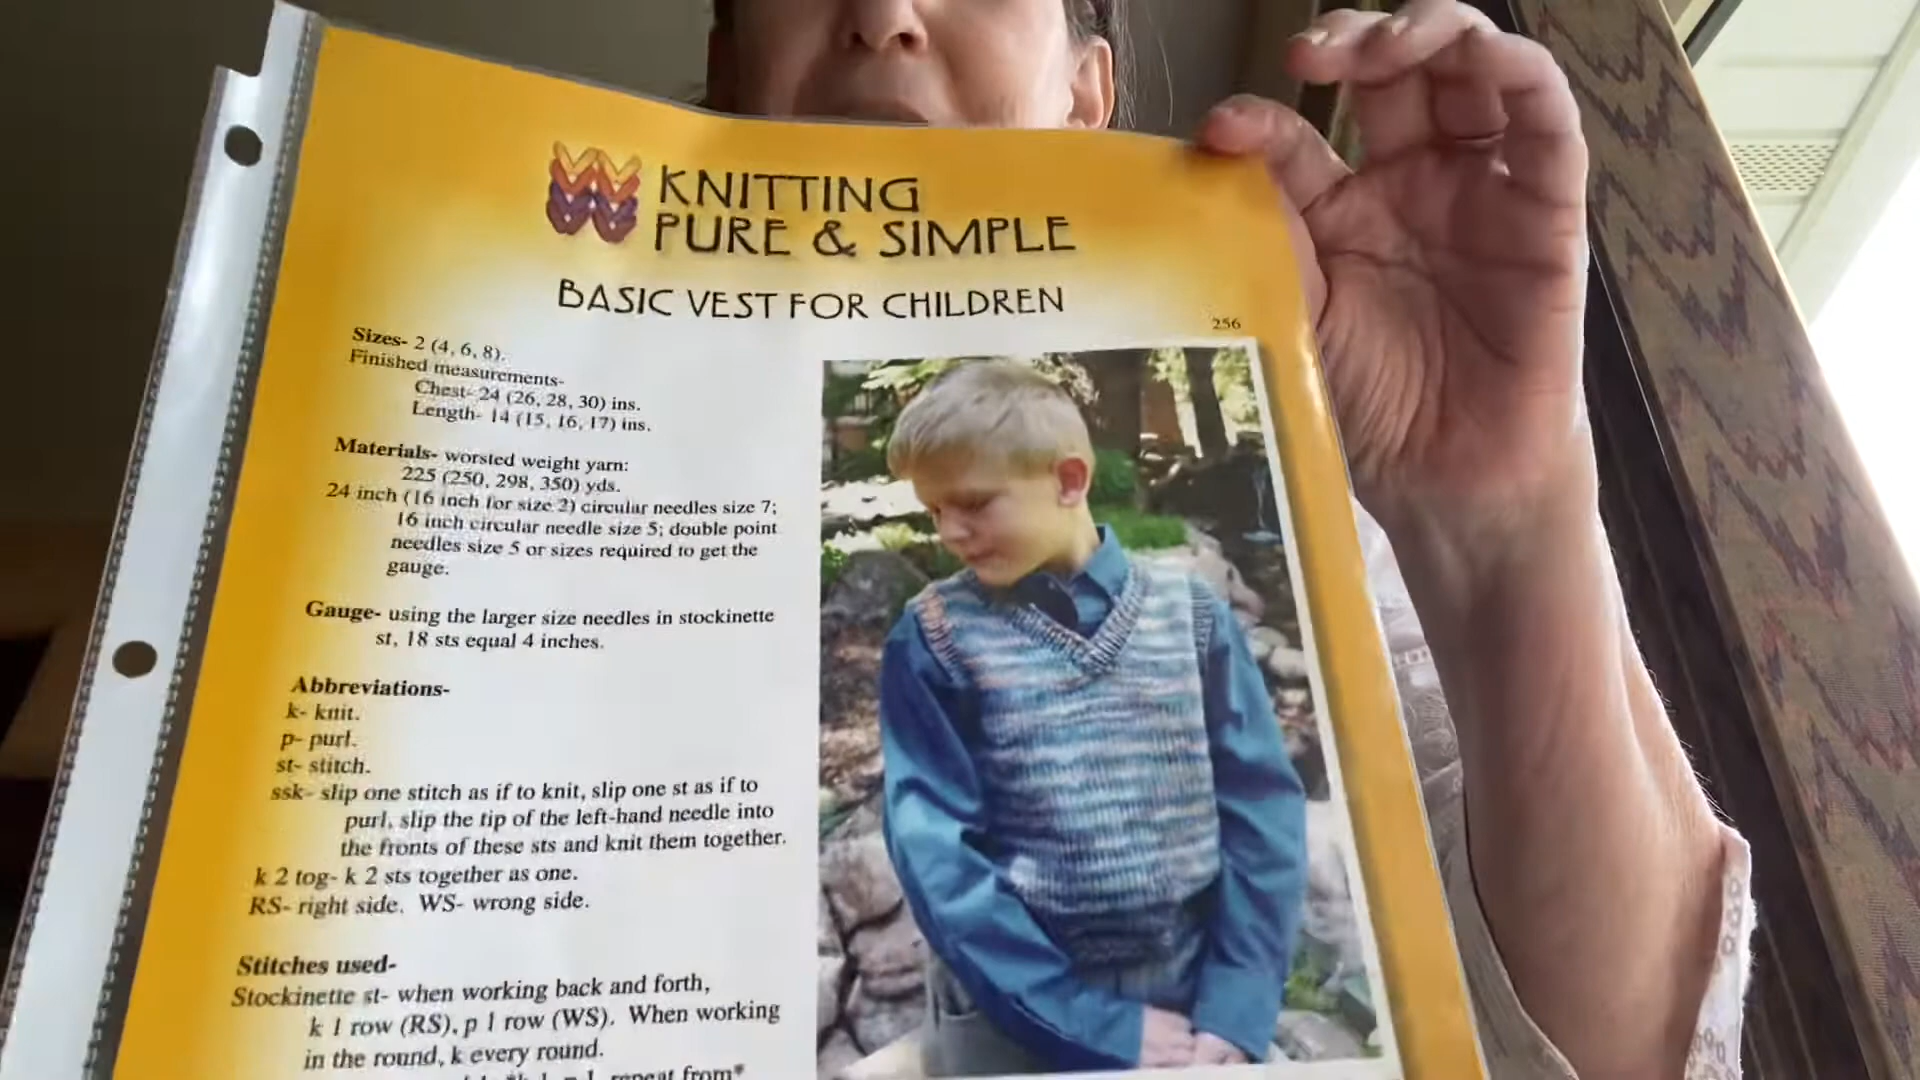 KNITTING
PURE & SIMPLE
BASIC VEST FOR CHILDREN
256
Sizes- 2 (4, 6, 8).
Finished measurements-
Chest- 24 (26, 28, 30) ins.
Length- 14 (15, 16, 17) ins.
Materials- worsted weight yarn:
225 (250, 298, 350) yds.
24 inch (16 inch for size 2) circular needles size 7;
16 inch circular needle size 5; double point
needles size 5 or sizes required to get the
gauge.
Gauge- using the larger size needles in stockinette
st, 18 sts equal 4 inches.
Abbreviations-
k- knit.
p- purl.
st- stitch.
ssk- slip one stitch as if to knit, slip one st as if to
purl, slip the tip of the left-hand needle into
the fronts of these sts and knit them together.
k 2 tog- k 2 sts together as one.
RS- right side. WS- wrong side.
Stitches used-
Stockinette st- when working back and forth,
k 1 row (RS), p 1 row (WS). When working
in the round, k every round.
repeat from*